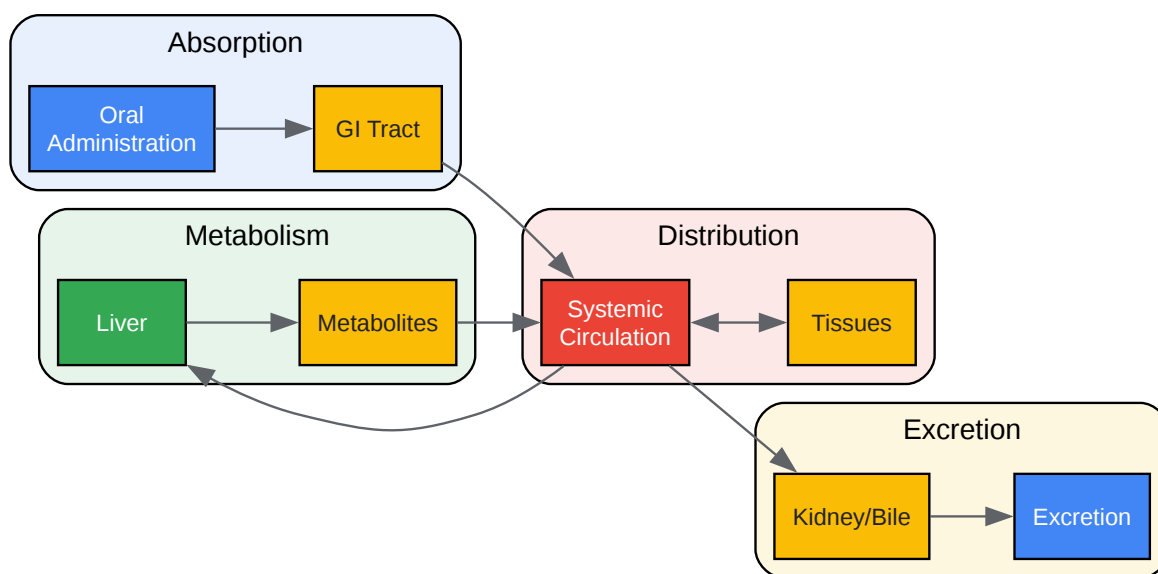 Absorption
Oral
Administration
GI Tract
Metabolism
Liver
Metabolites
Distribution
Systemic
Circulation
Tissues
Excretion
Kidney/Bile
Excretion